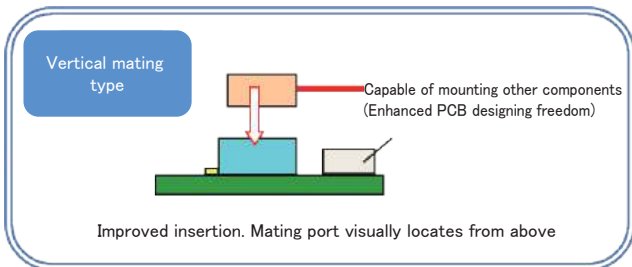 Vertical mating
type
Capable of mounting other components
(Enhanced PCB designing freedom)
Improved insertion. Mating port visually locates from above